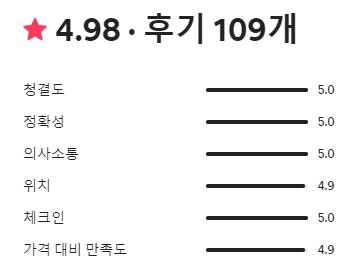 4.98 · 후기 109개
청결도 5.0
정확성 5.0
의사소통 5.0
위치 4.9
체크인 5.0
가격 대비 만족도 4.9